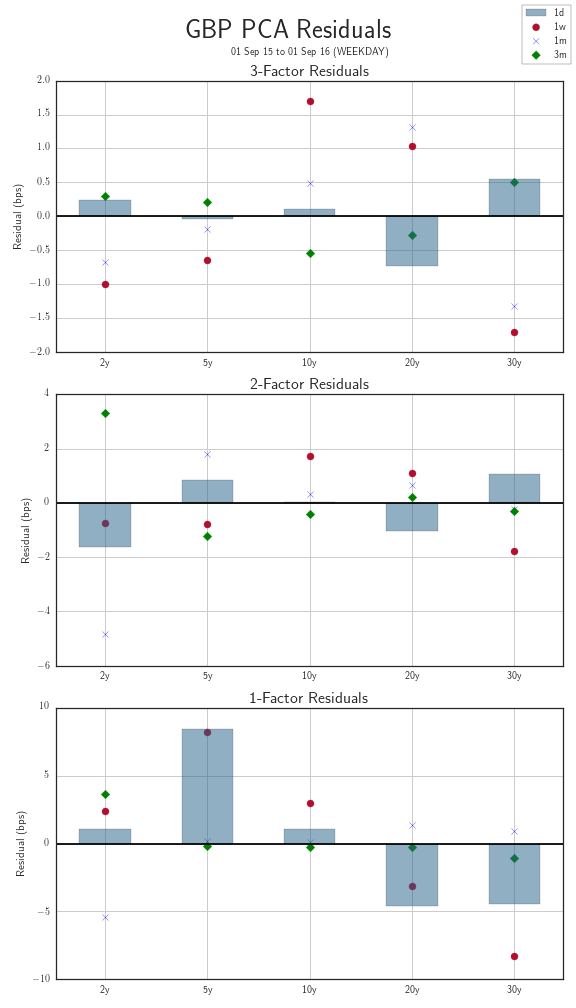 GBP PCA Residuals
01 Sep 15 to 01 Sep 16 (WEEKDAY)
1d
1w
1m
3m
3-Factor Residuals
Residual (bps)
2.0
1.5
1.0
0.5
0.0
−0.5
−1.0
−1.5
−2.0
2y 5y 10y 20y 30y
2-Factor Residuals
Residual (bps)
4
2
0
−2
−4
−6
2y 5y 10y 20y 30y
1-Factor Residuals
Residual (bps)
10
5
0
−5
−10
2y 5y 10y 20y 30y